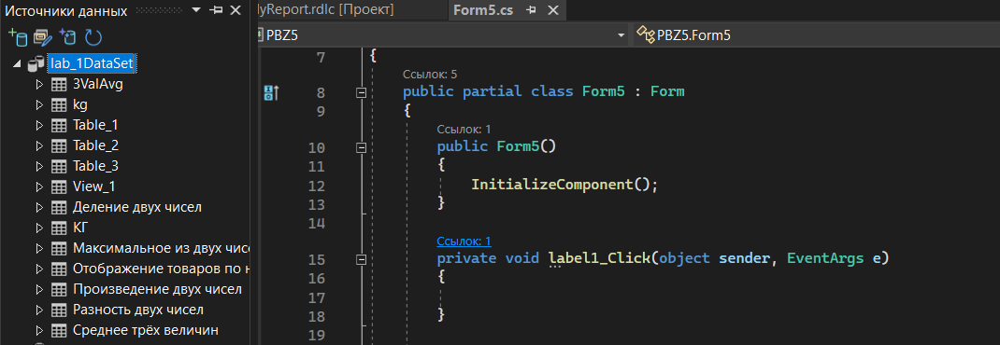 Источники данных
lab_1DataSet
3ValAvg
kg
Table_1
Table_2
Table_3
View_1
Деление двух чисел
КГ
Максимальное из двух чисе
Отображение товаров по н
Произведение двух чисел
Разность двух чисел
Среднее трёх величин
yReport.rdlc [Проект]
Form5.cs
PBZ5
PBZ5.Form5
7 {
Ссылок: 5
8 public partial class Form5 : Form
9 {
Ссылок: 1
10 public Form5()
11 {
12 InitializeComponent();
13 }
14
Ссылок: 1
15 private void label1_Click(object sender, EventArgs e)
16 {
17
18 }
19